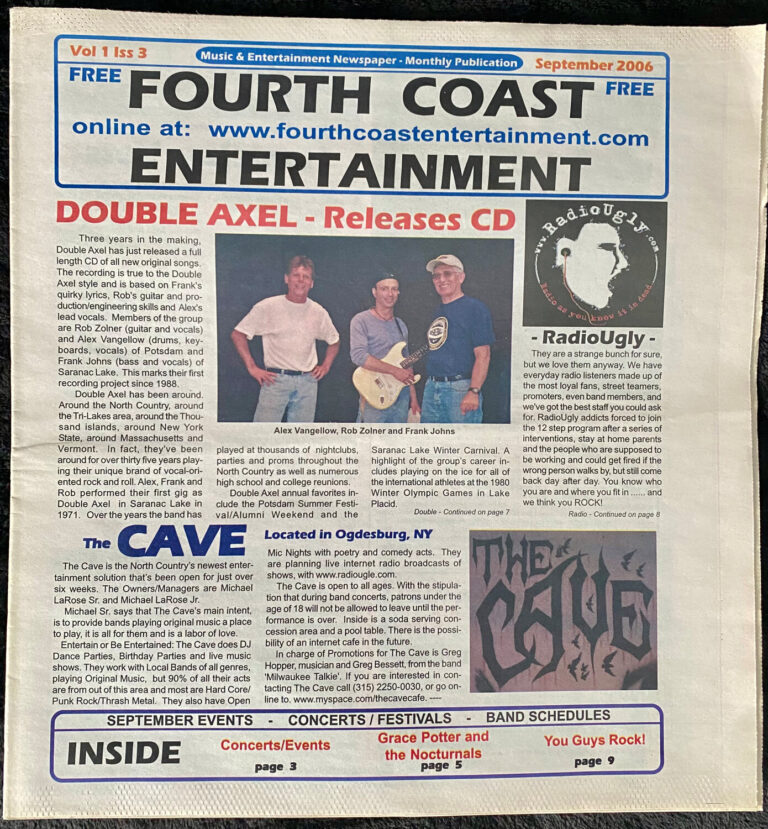 Vol 1 Iss 3
Music & Entertainment Newspaper - Monthly Publication
September 2006
FREE
FOURTH COAST
FREE
online at: www.fourthcoastentertainment.com
ENTERTAINMENT
DOUBLE AXEL - Releases CD
Three years in the making,
Double Axel has just released a full
length CD of all new original songs.
The recording is true to the Double
Axel style and is based on Frank's
quirky lyrics, Rob's guitar and pro-
duction/engineering skills and Alex's
lead vocals. Members of the group
are Rob Zolner (guitar and vocals)
and Alex Vangellow (drums, key-
boards, vocals) of Potsdam and
Frank Johns (bass and vocals) of
Saranac Lake. This marks their first
recording project since 1988.
Double Axel has been around.
Around the North Country, around
the Tri-Lakes area, around the Thou-
sand islands, around New York
State, around Massachusetts and
Vermont. In fact, they've been
around for over thirty five years play-
ing their unique brand of vocal-ori-
ented rock and roll. Alex, Frank and
Rob performed their first gig as
Double Axel in Saranac Lake in
1971. Over the years the band has
Alex Vangellow, Rob Zolner and Frank Johns
played at thousands of nightclubs,
parties and proms throughout the
North Country as well as numerous
high school and college reunions.
Double Axel annual favorites in-
clude the Potsdam Summer Festi-
val/Alumni Weekend and the
Saranac Lake Winter Carnival. A
highlight of the group's career in-
cludes playing on the ice for all of
the international athletes at the 1980
Winter Olympic Games in Lake
Placid.
Double - Continued on page 7
www.RadioUgly.com
Radio as you know it is dead
- RadioUgly -
They are a strange bunch for sure,
but we love them anyway. We have
everyday radio listeners made up of
the most loyal fans, street teamers,
promoters, even band members, and
we've got the best staff you could ask
for. RadioUgly addicts forced to join
the 12 step program after a series of
interventions, stay at home parents
and the people who are supposed to
be working and could get fired if the
wrong person walks by, but still come
back day after day. You know who
you are and where you fit in ...... and
we think you ROCK!
Radio - Continued on page 8
The CAVE
Located in Ogdesburg, NY
The Cave is the North Country's newest enter-
tainment solution that's been open for just over
six weeks. The Owners/Managers are Michael
LaRose Sr. and Michael LaRose Jr.
Michael Sr. says that The Cave's main intent,
is to provide bands playing original music a place
to play, it is all for them and is a labor of love.
Entertain or Be Entertained: The Cave does DJ
Dance Parties, Birthday Parties and live music
shows. They work with Local Bands of all genres,
playing Original Music, but 90% of all their acts
are from out of this area and most are Hard Core/
Punk Rock/Thrash Metal. They also have Open
Mic Nights with poetry and comedy acts. They
are planning live internet radio broadcasts of
shows, with www.radiougle.com.
The Cave is open to all ages. With the stipula-
tion that during band concerts, patrons under the
age of 18 will not be allowed to leave until the per-
formance is over. Inside is a soda serving con-
cession area and a pool table. There is the possi-
bility of an internet cafe in the future.
In charge of Promotions for The Cave is Greg
Hopper, musician and Greg Bessett, from the band
'Milwaukee Talkie'. If you are interested in con-
tacting The Cave call (315) 2250-0030, or go on-
line to. www.myspace.com/thecavecafe. ----
THE
CAVE
SEPTEMBER EVENTS - CONCERTS / FESTIVALS - BAND SCHEDULES
INSIDE
Concerts/Events
page 3
Grace Potter and
the Nocturnals
page 5
You Guys Rock!
page 9